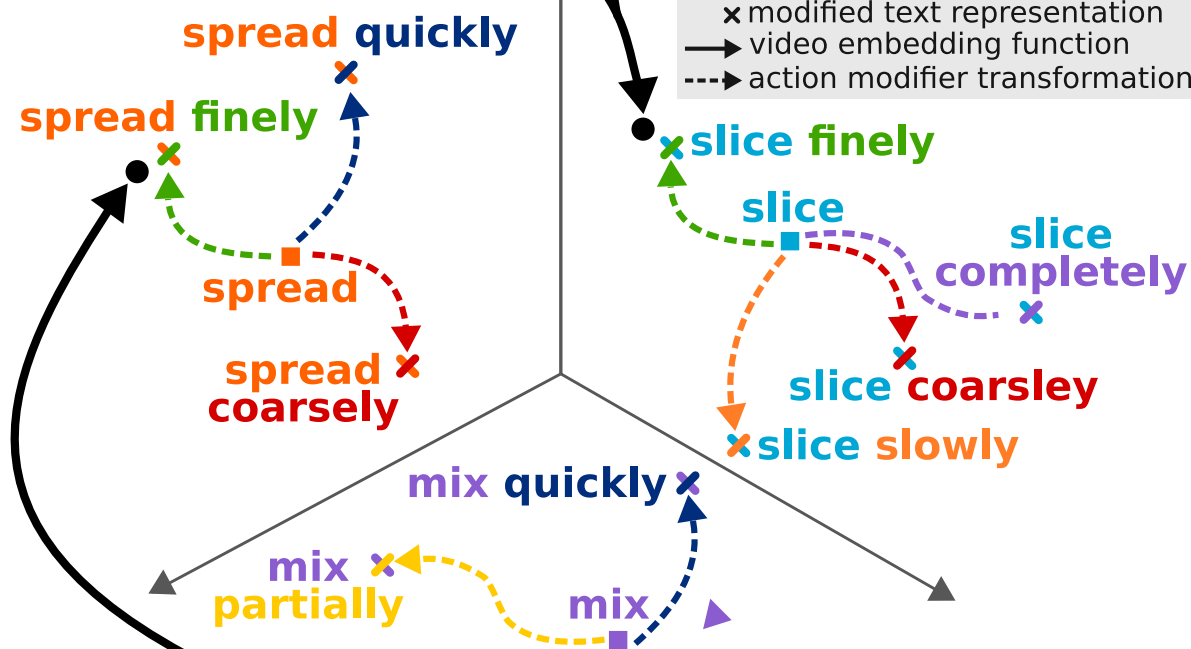 modified text representation
video embedding function
action modifier transformation
spread quickly
spread finely
spread
spread
coarsely
slice finely
slice
slice
completely
slice coarsley
slice slowly
mix quickly
mix
partially
mix